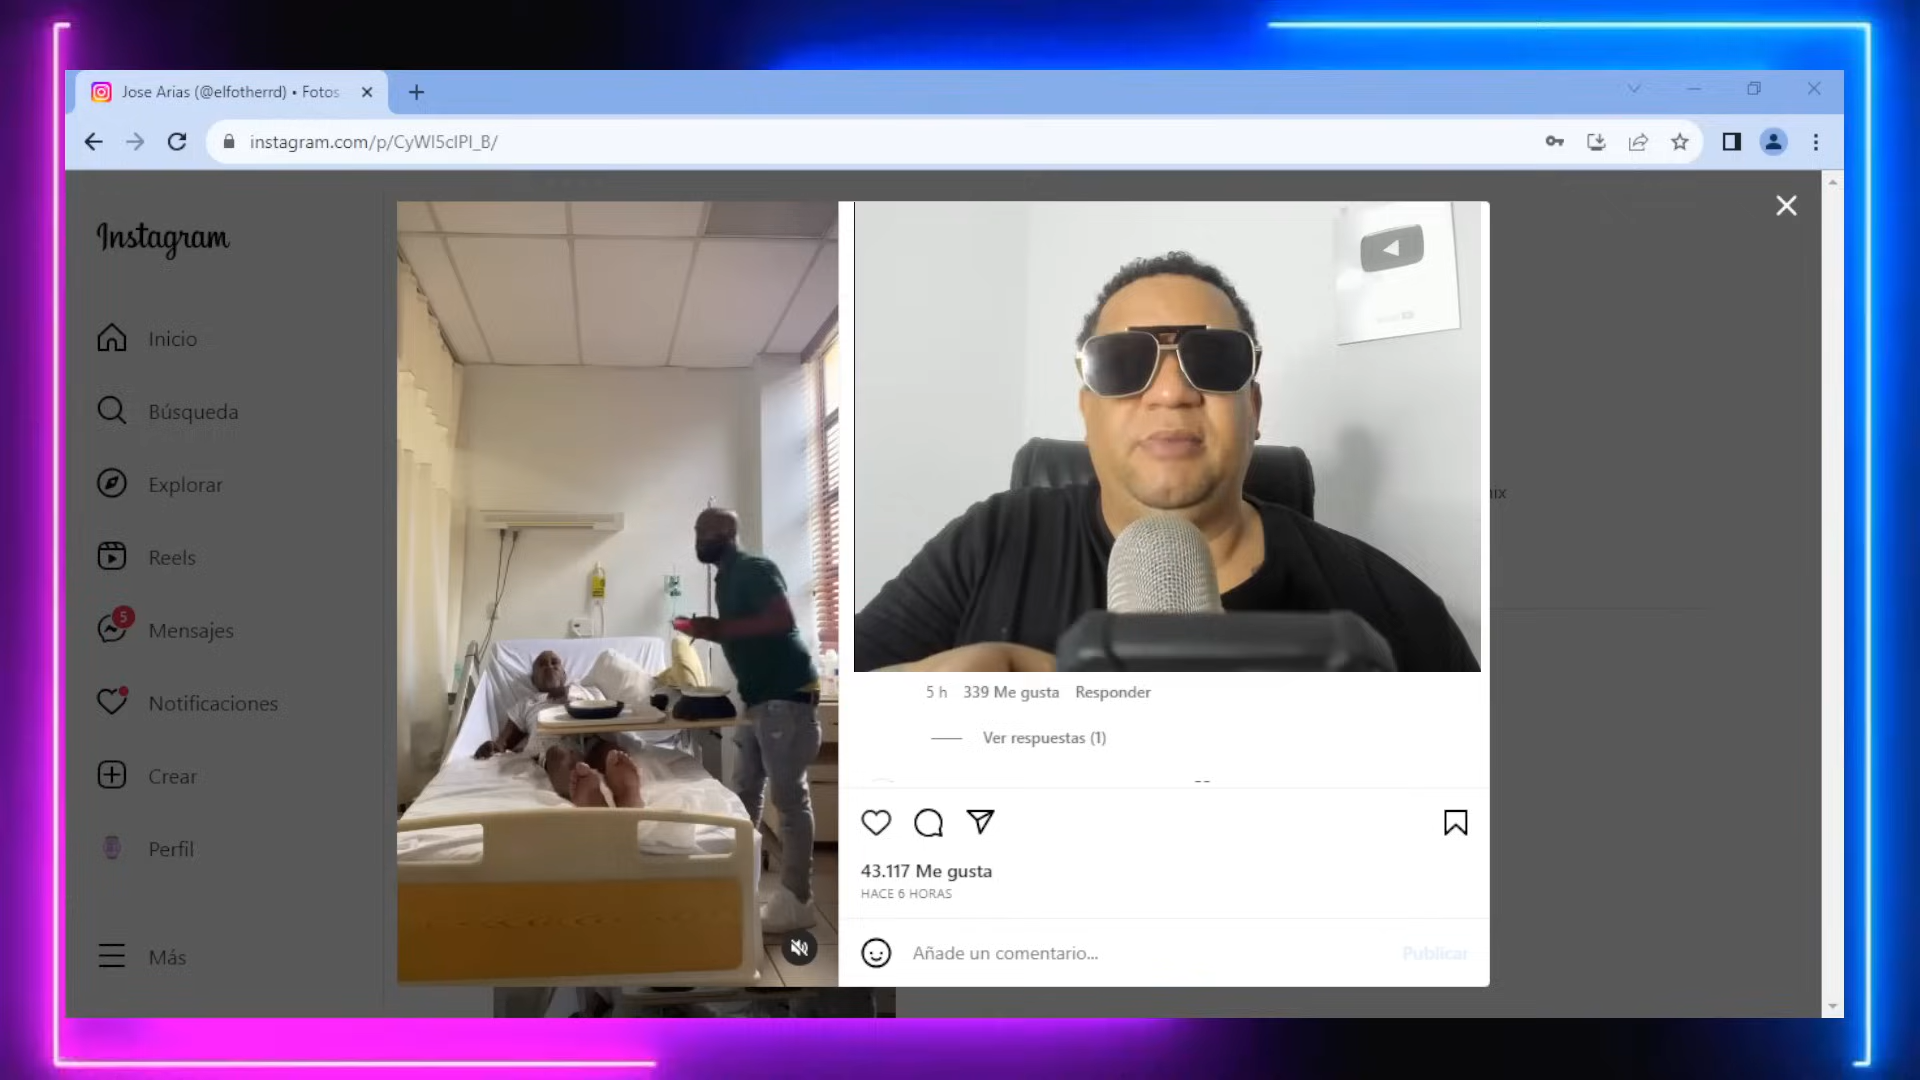 Jose Arias (@elfotherrd) • Fotos
instagram.com/p/CyWI5cIPI_B/
Instagram
Inicio
Búsqueda
Explorar
Reels
5
Mensajes
Notificaciones
Crear
Perfil
Más
5 h 339 Me gusta Responder
Ver respuestas (1)
43.117 Me gusta
HACE 6 HORAS
Añade un comentario...
Publicar